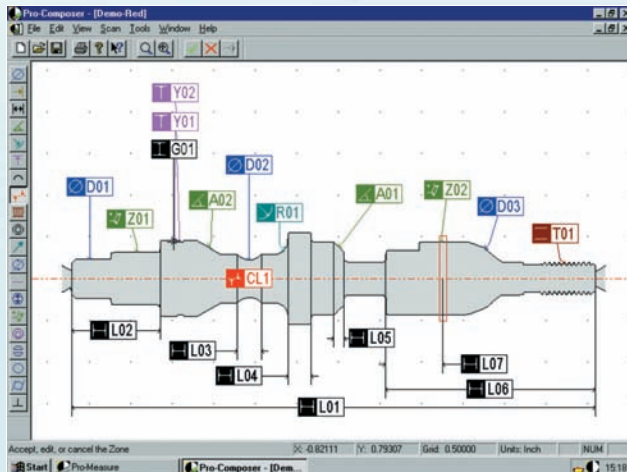 Pro-Composer - [Demo-Red]
File Edit View Scan Tools Window Help
Y02
Y01
G01
D02
D01
Z01
A02
R01
A01
Z02
D03
T01
CL1
L02
L03
L05
L04
L07
L06
L01
Accept, edit, or cancel the Zone
X: -0.82111 Y: 0.79307 Grid: 0.50000 Units: Inch NUM
Start Pro-Measure Pro-Composer - [Dem... 15:18